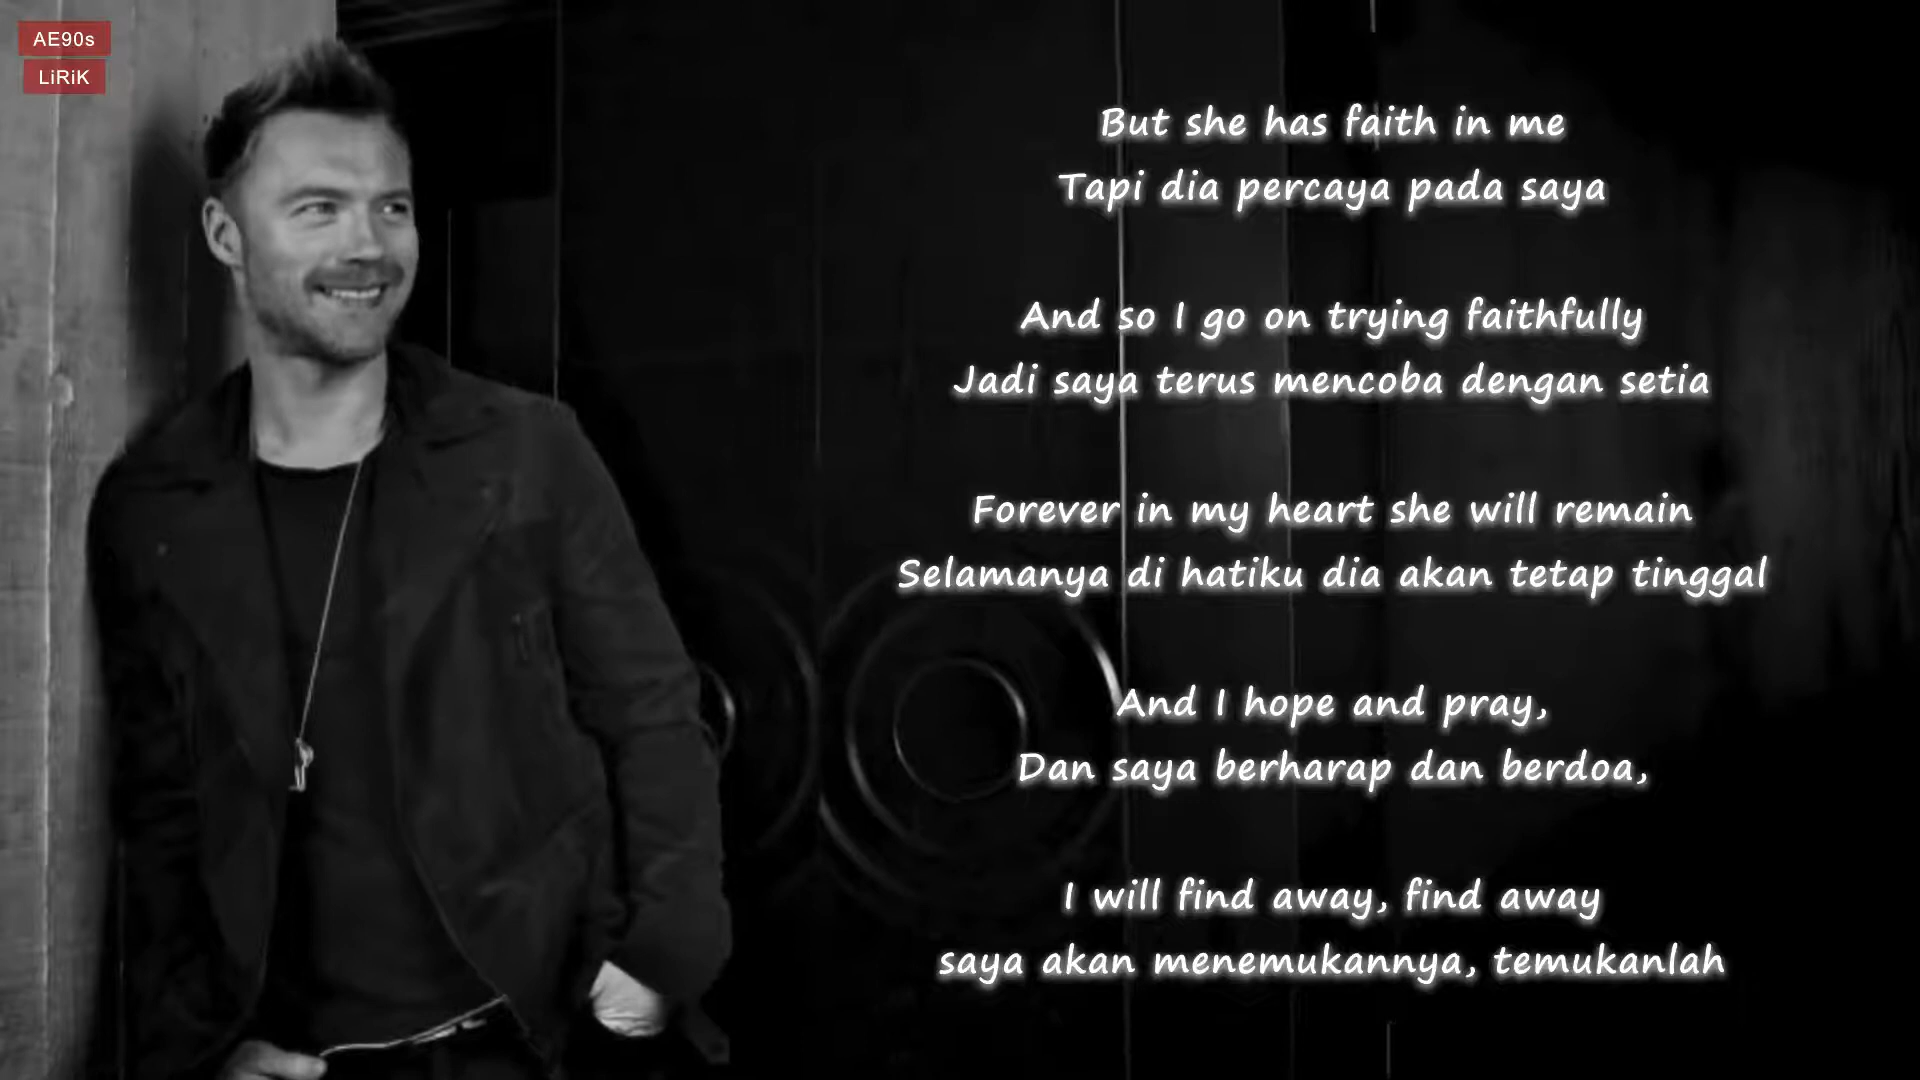 AE90s
LiRiK
But she has faith in me
Tapi dia percaya pada saya
And so I go on trying faithfully
Jadi saya terus mencoba dengan setia
Forever in my heart she will remain
Selamanya di hatiku dia akan tetap tinggal
And I hope and pray,
Dan saya berharap dan berdoa,
I will find away, find away
saya akan menemukannya, temukanlah